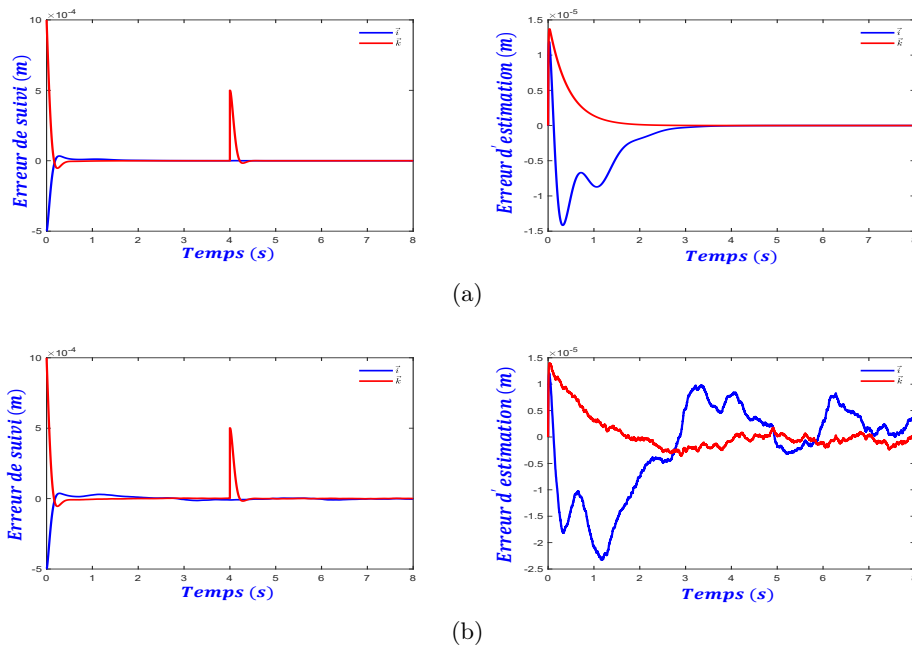 ×10⁻⁴
10
5
0
-5
0 1 2 3 4 5 6 7 8
Erreur de suivi (m)
Temps (s)
i⃗
k⃗
×10⁻⁵
1.5
1
0.5
0
-0.5
-1
-1.5
0 1 2 3 4 5 6 7 8
Erreur d'estimation (m)
Temps (s)
i⃗
k⃗
(a)
×10⁻⁴
10
5
0
-5
0 1 2 3 4 5 6 7 8
Erreur de suivi (m)
Temps (s)
i⃗
k⃗
×10⁻⁵
1.5
1
0.5
0
-0.5
-1
-1.5
-2
-2.5
0 1 2 3 4 5 6 7 8
Erreur d'estimation (m)
Temps (s)
i⃗
k⃗
(b)